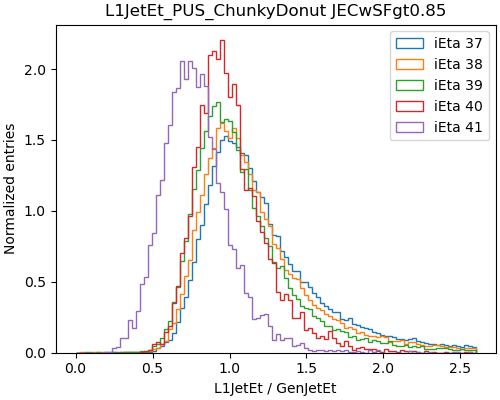 L1JetEt_PUS_ChunkyDonut JECwSFgt0.85
iEta 37
iEta 38
iEta 39
iEta 40
iEta 41
Normalized entries
2.0
1.5
1.0
0.5
0.0
0.0 0.5 1.0 1.5 2.0 2.5
L1JetEt / GenJetEt